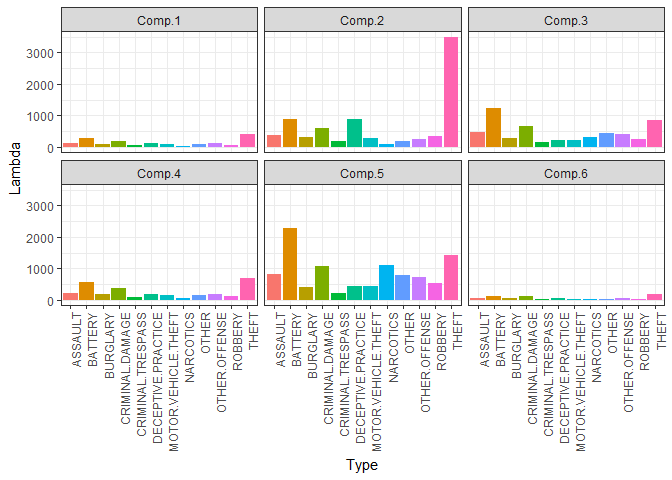 Comp.1 Comp.2 Comp.3
3000
2000
1000
0
Lambda
Comp.4 Comp.5 Comp.6
3000
2000
1000
0
ASSAULT
BATTERY
BURGLARY
CRIMINAL.DAMAGE
CRIMINAL.TRESPASS
DECEPTIVE.PRACTICE
MOTOR.VEHICLE.THEFT
NARCOTICS
OTHER
OTHER.OFFENSE
ROBBERY
THEFT
ASSAULT
BATTERY
BURGLARY
CRIMINAL.DAMAGE
CRIMINAL.TRESPASS
DECEPTIVE.PRACTICE
MOTOR.VEHICLE.THEFT
NARCOTICS
OTHER
OTHER.OFFENSE
ROBBERY
THEFT
ASSAULT
BATTERY
BURGLARY
CRIMINAL.DAMAGE
CRIMINAL.TRESPASS
DECEPTIVE.PRACTICE
MOTOR.VEHICLE.THEFT
NARCOTICS
OTHER
OTHER.OFFENSE
ROBBERY
THEFT
Type